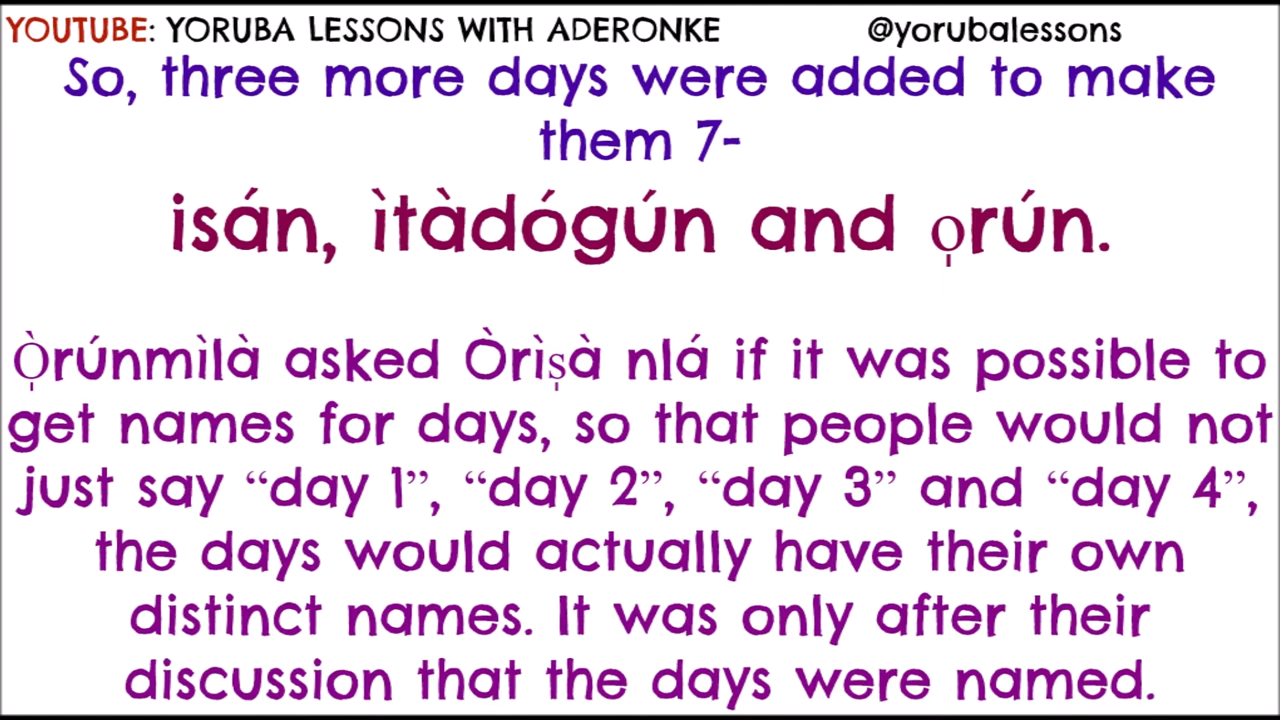 YOUTUBE: YORUBA LESSONS WITH ADERONKE @yorubalessons
So, three more days were added to make
them 7-
isán, ìtàdógún and ọrún.
Ọ̀rúnmìlà asked Òrìṣà nlá if it was possible to
get names for days, so that people would not
just say “day 1”, “day 2”, “day 3” and “day 4”,
the days would actually have their own
distinct names. It was only after their
discussion that the days were named.